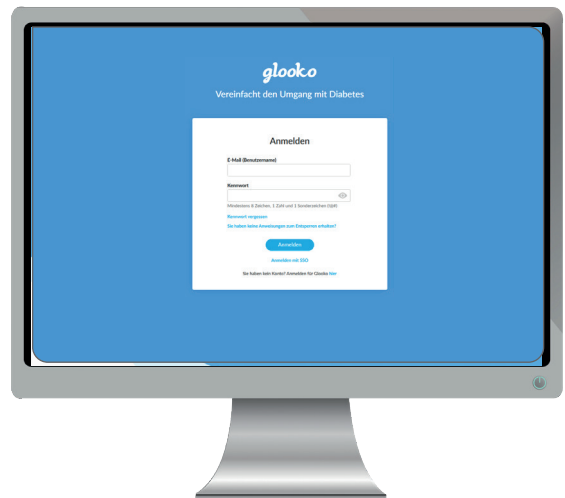 glooko
Vereinfacht den Umgang mit Diabetes
Anmelden
E-Mail (Benutzername)
Kennwort
Mindestens 8 Zeichen, 1 Zahl und 1 Sonderzeichen (!@#)
Kennwort vergessen
Sie haben keine Anweisungen zum Entsperren erhalten?
Anmelden
Anmelden mit SSO
Sie haben kein Konto? Anmelden für Glooko hier